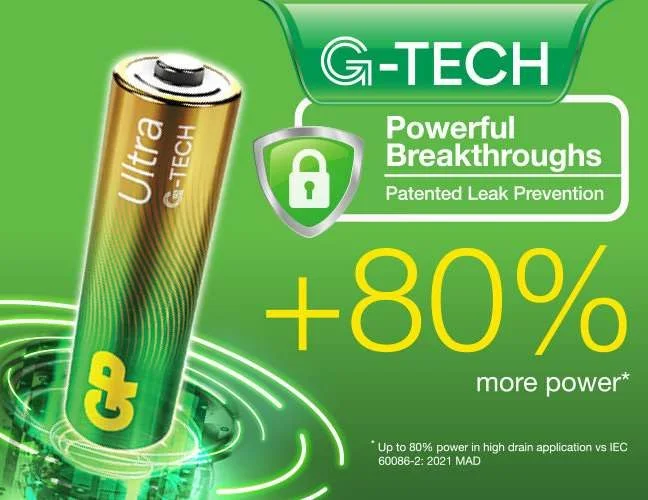 G-TECH
Powerful
Breakthroughs
Patented Leak Prevention
Ultra
G-TECH
GP
+80%
more power*
* Up to 80% power in high drain application vs IEC
60086-2: 2021 MAD